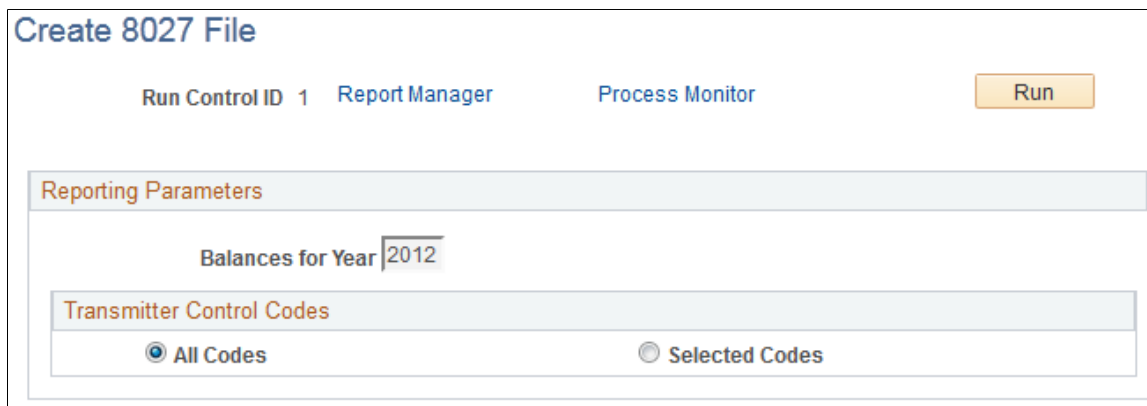 Create 8027 File
Run Control ID 1 Report Manager Process Monitor Run
Reporting Parameters
Balances for Year 2012
Transmitter Control Codes
All Codes Selected Codes